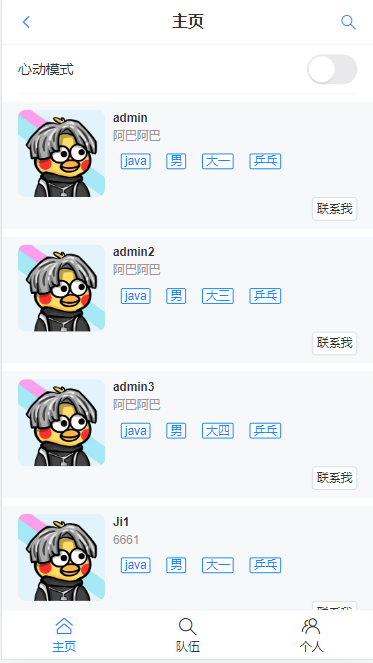 主页
心动模式
admin
阿巴阿巴
java 男 大一 乒乓
联系我
admin2
阿巴阿巴
java 男 大三 乒乓
联系我
admin3
阿巴阿巴
java 男 大四 乒乓
联系我
Ji1
6661
java 男 大一 乒乓
联系我
主页 队伍 个人